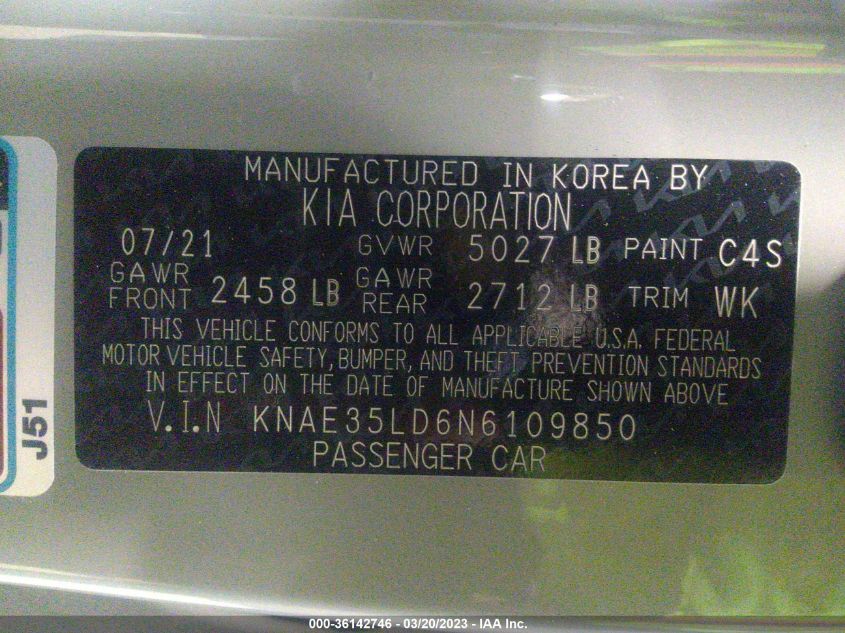 MANUFACTURED IN KOREA BY
KIA CORPORATION
07/21 GVWR 5027 LB PAINT C4S
GAWR FRONT 2458 LB GAWR REAR 2712 LB TRIM WK
THIS VEHICLE CONFORMS TO ALL APPLICABLE U.S.A. FEDERAL
MOTOR VEHICLE SAFETY, BUMPER, AND THEFT PREVENTION STANDARDS
IN EFFECT ON THE DATE OF MANUFACTURE SHOWN ABOVE
V.I.N KNAE35LD6N6109850
PASSENGER CAR
J51
000-36142746 — 03/20/2023 — IAA Inc.